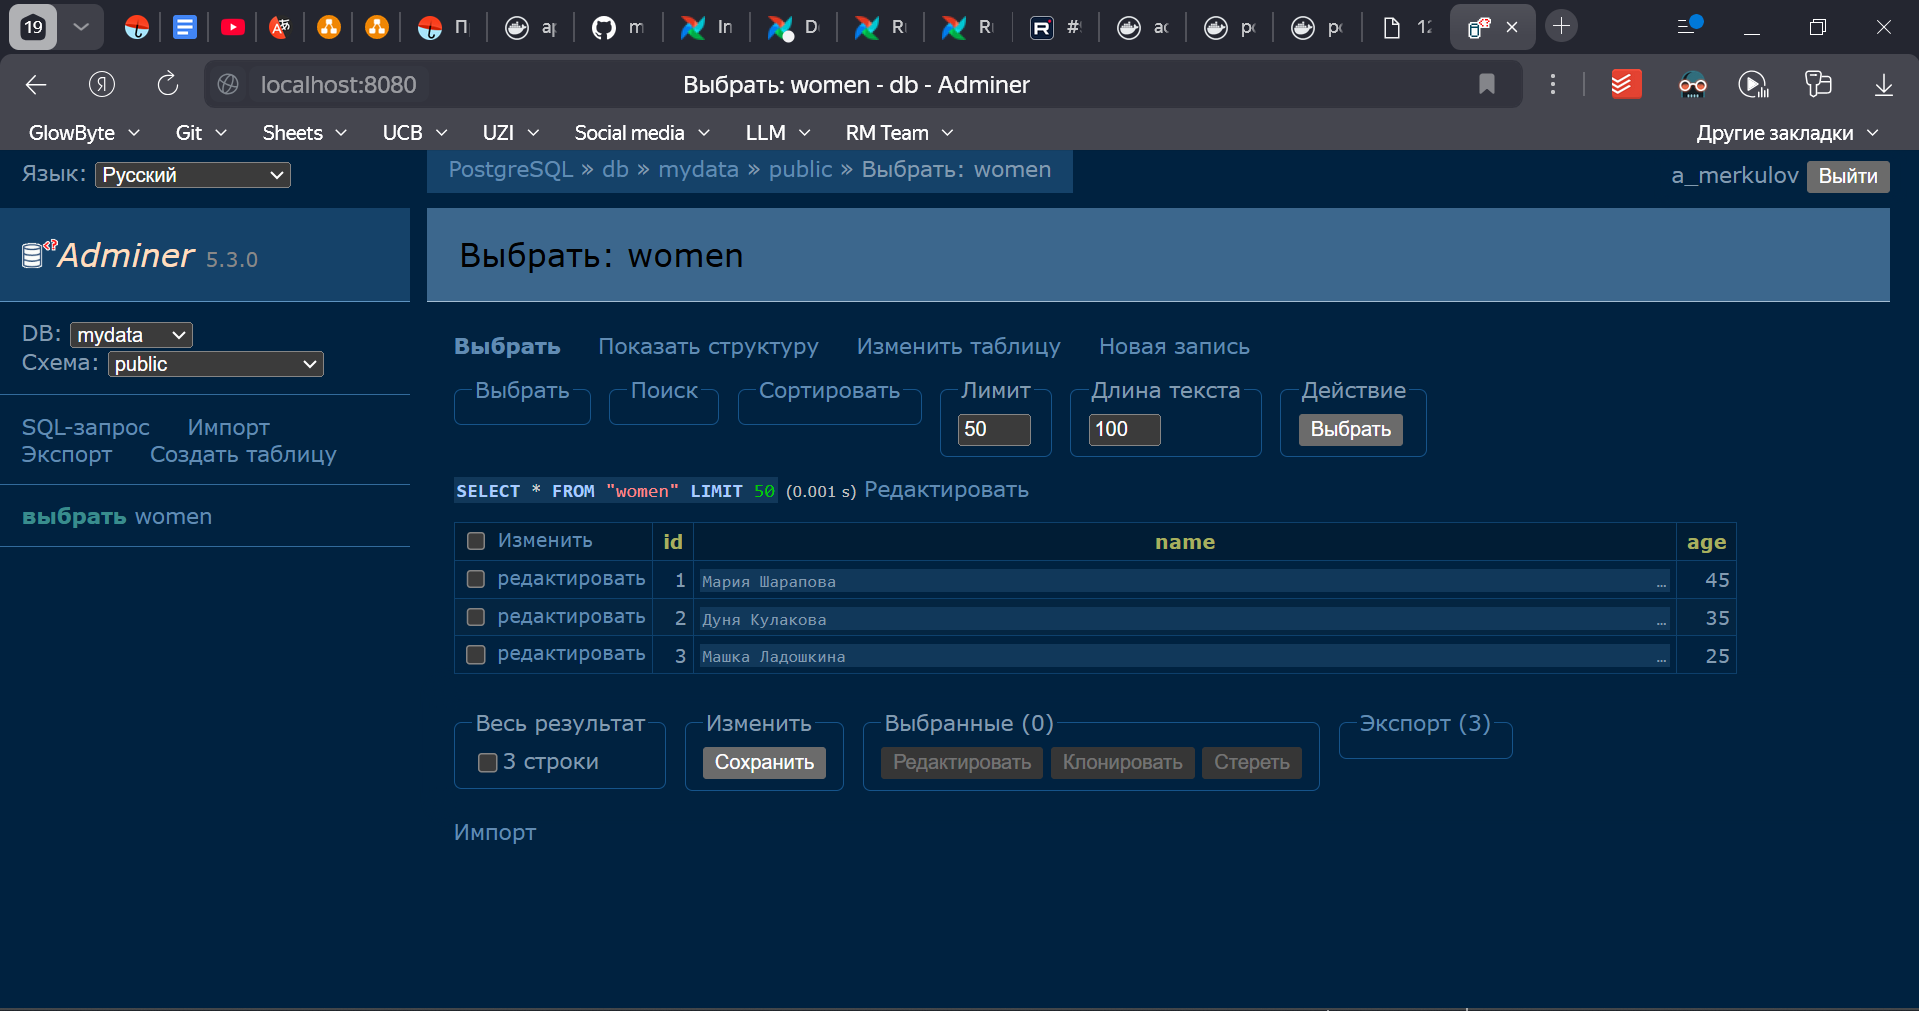 19
localhost:8080
Выбрать: women - db - Adminer
GlowByte Git Sheets UCB UZI Social media LLM RM Team Другие закладки
Язык: Русский
PostgreSQL » db » mydata » public » Выбрать: women
a_merkulov Выйти
Adminer 5.3.0
Выбрать: women
DB: mydata
Схема: public
SQL-запрос Импорт
Экспорт Создать таблицу
выбрать women
Выбрать Показать структуру Изменить таблицу Новая запись
Выбрать Поиск Сортировать Лимит Длина текста Действие
50 100 Выбрать
SELECT * FROM "women" LIMIT 50 (0.001 s) Редактировать
Изменить id name age
редактировать 1 Мария Шарапова … 45
редактировать 2 Дуня Кулакова … 35
редактировать 3 Машка Ладошкина … 25
Весь результат Изменить Выбранные (0) Экспорт (3)
3 строки Сохранить Редактировать Клонировать Стереть
Импорт